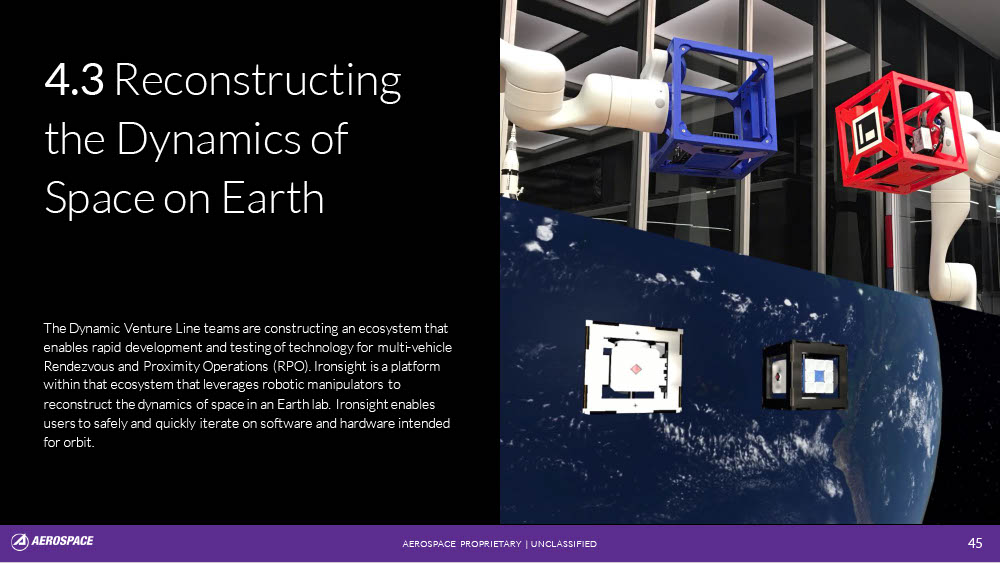 4.3 Reconstructing
the Dynamics of
Space on Earth
The Dynamic Venture Line teams are constructing an ecosystem that
enables rapid development and testing of technology for multi-vehicle
Rendezvous and Proximity Operations (RPO). Ironsight is a platform
within that ecosystem that leverages robotic manipulators to
reconstruct the dynamics of space in an Earth lab. Ironsight enables
users to safely and quickly iterate on software and hardware intended
for orbit.
AEROSPACE
AEROSPACE PROPRIETARY | UNCLASSIFIED
45